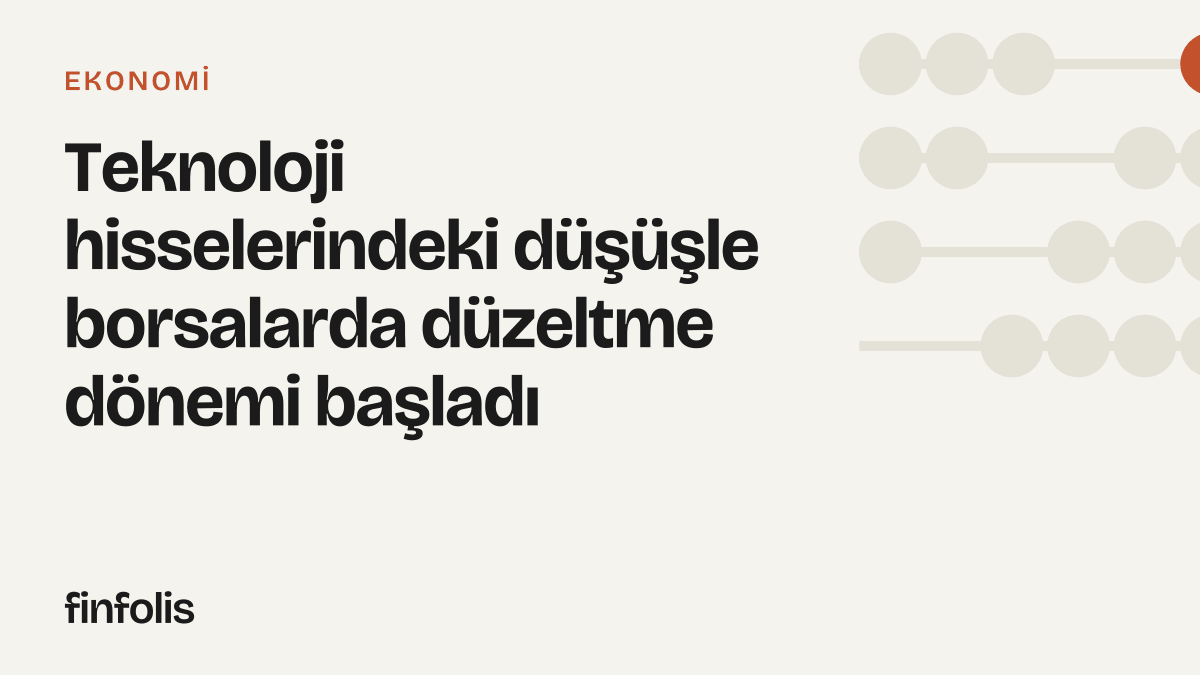 EKONOMİ
Teknoloji
hisselerindeki düşüşle
borsalarda düzeltme
dönemi başladı
finfolis